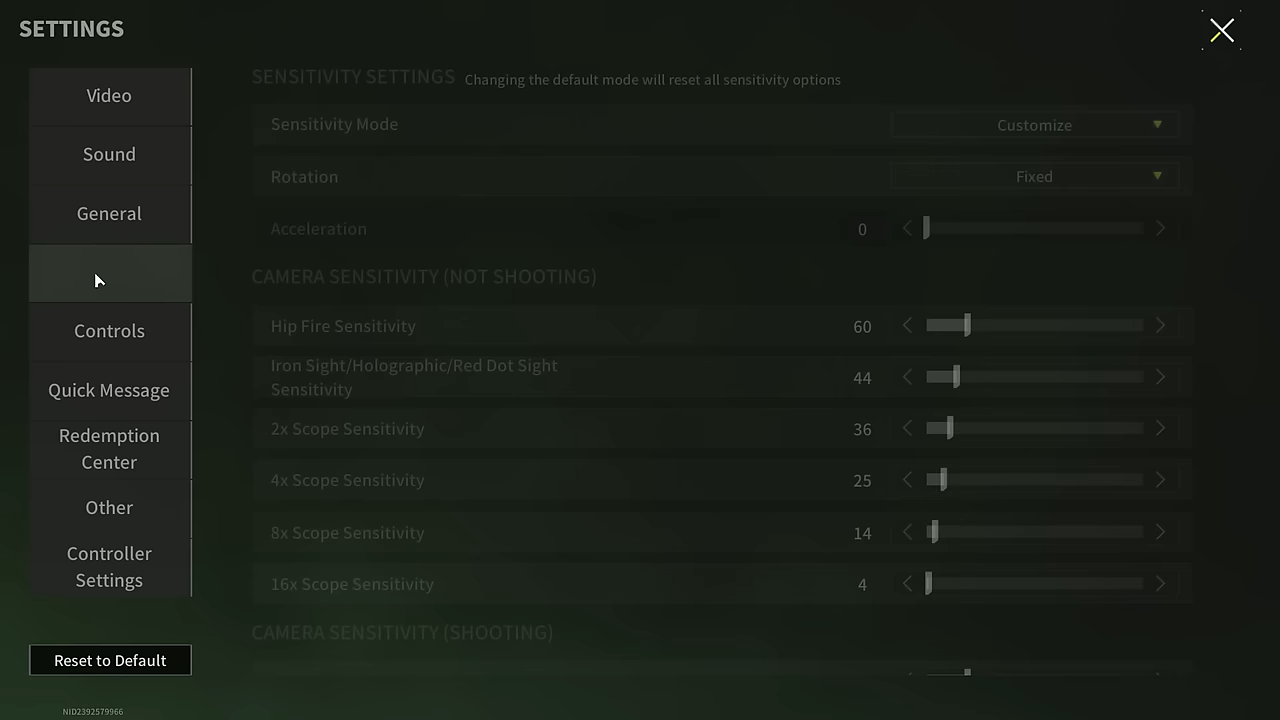 SETTINGS
Video
Sound
General
Controls
Quick Message
Redemption
Center
Other
Controller
Settings
Reset to Default
NID2392579966
SENSITIVITY SETTINGS Changing the default mode will reset all sensitivity options
Sensitivity Mode Customize
Rotation Fixed
Acceleration 0
CAMERA SENSITIVITY (NOT SHOOTING)
Hip Fire Sensitivity 60
Iron Sight/Holographic/Red Dot Sight
Sensitivity 44
2x Scope Sensitivity 36
4x Scope Sensitivity 25
8x Scope Sensitivity 14
16x Scope Sensitivity 4
CAMERA SENSITIVITY (SHOOTING)